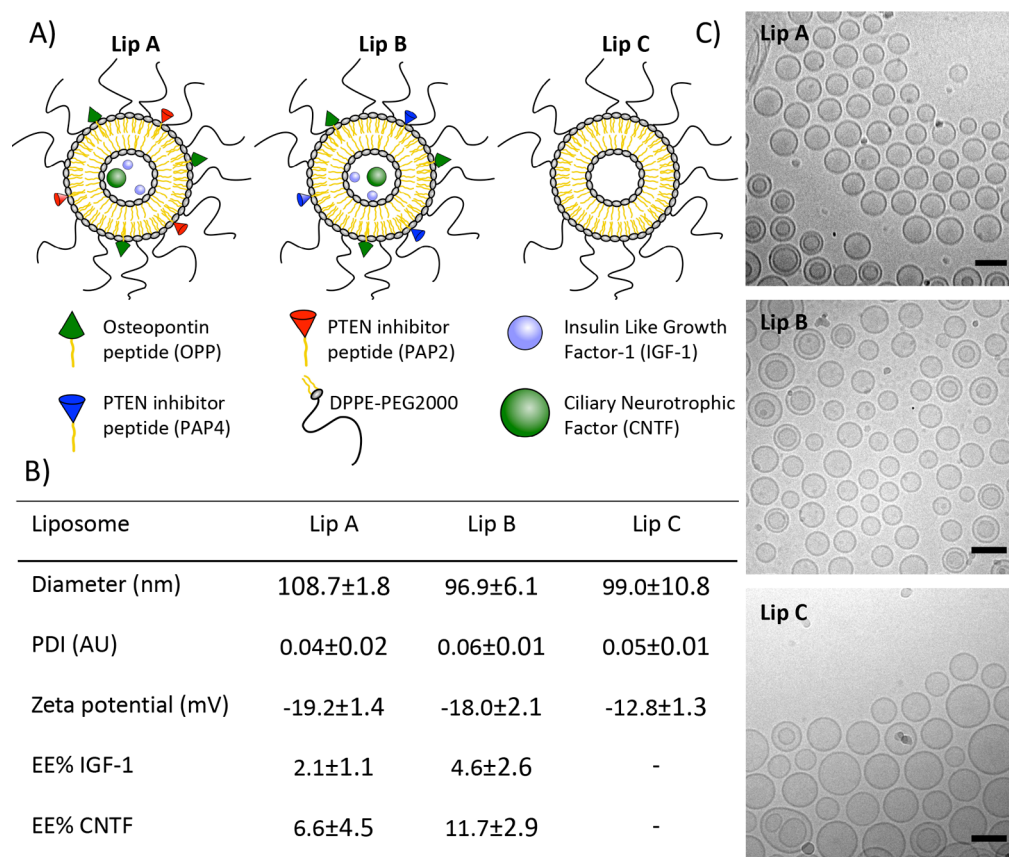 A)
Lip A
Lip B
Lip C
Osteopontin
peptide (OPP)
PTEN inhibitor
peptide (PAP2)
Insulin Like Growth
Factor-1 (IGF-1)
PTEN inhibitor
peptide (PAP4)
DPPE-PEG2000
Ciliary Neurotrophic
Factor (CNTF)
B)
Liposome Lip A Lip B Lip C
Diameter (nm) 108.7±1.8 96.9±6.1 99.0±10.8
PDI (AU) 0.04±0.02 0.06±0.01 0.05±0.01
Zeta potential (mV) -19.2±1.4 -18.0±2.1 -12.8±1.3
EE% IGF-1 2.1±1.1 4.6±2.6 -
EE% CNTF 6.6±4.5 11.7±2.9 -
C)
Lip A
Lip B
Lip C